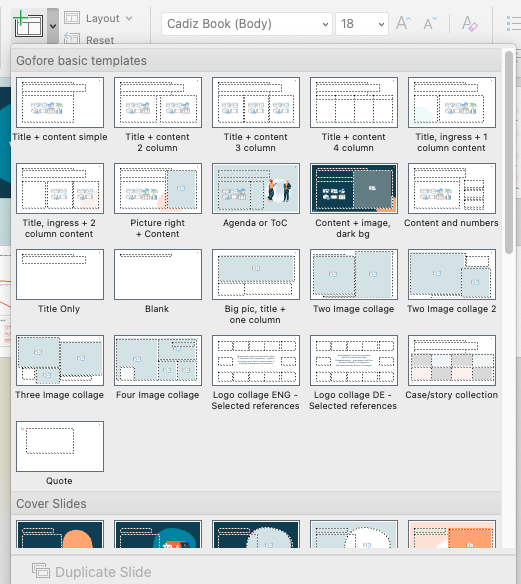 Layout
Cadiz Book (Body)
18
A
A
A
Reset
Gofore basic templates
Title + content simple
Title + content
2 column
Title + content
3 column
Title + content
4 column
Title, ingress + 1
column content
Title, ingress + 2
column content
Picture right
+ Content
Agenda or ToC
Content + image,
dark bg
Content and numbers
Title Only
Blank
Big pic, title +
one column
Two Image collage
Two Image collage 2
Three Image collage
Four Image collage
Logo collage ENG -
Selected references
Logo collage DE -
Selected references
Case/story collection
Quote
Cover Slides
Duplicate Slide